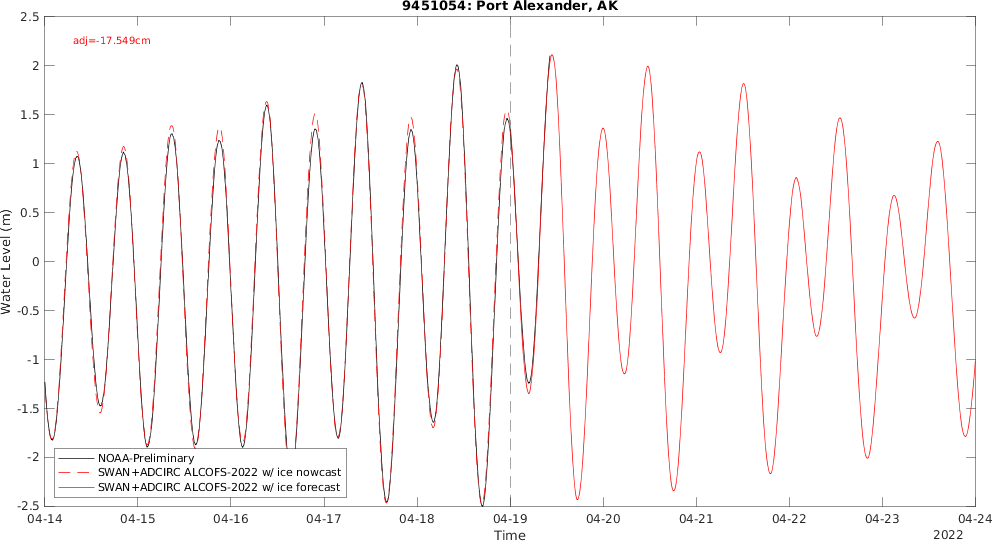 9451054: Port Alexander, AK
adj=-17.549cm
2.5
2
1.5
1
0.5
0
-0.5
-1
-1.5
-2
-2.5
Water Level (m)
NOAA-Preliminary
SWAN+ADCIRC ALCOFS-2022 w/ ice nowcast
SWAN+ADCIRC ALCOFS-2022 w/ ice forecast
04-14 04-15 04-16 04-17 04-18 04-19 04-20 04-21 04-22 04-23 04-24
Time
2022